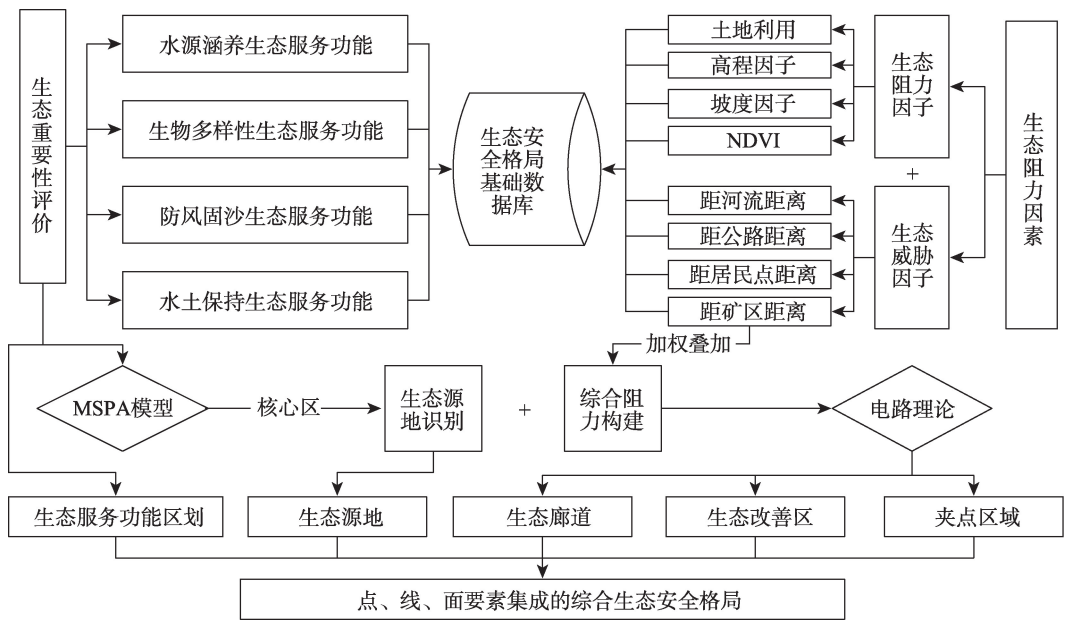 生态重要性评价
水源涵养生态服务功能
生物多样性生态服务功能
防风固沙生态服务功能
水土保持生态服务功能
生态安
全格局
基础数
据库
土地利用
高程因子
坡度因子
NDVI
距河流距离
距公路距离
距居民点距离
距矿区距离
生态
阻力
因子
+
生态
威胁
因子
生态阻力因素
加权叠加
MSPA模型
核心区
生态源
地识别
+
综合阻
力构建
电路理论
生态服务功能区划
生态源地
生态廊道
生态改善区
夹点区域
点、线、面要素集成的综合生态安全格局